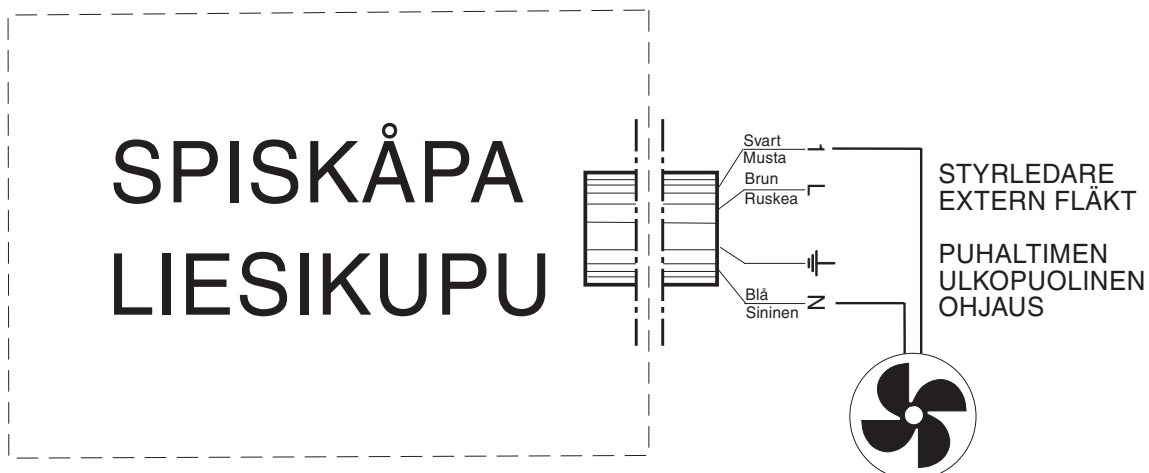 SPISKÅPA
LIESIKUPU
Svart
Musta
1
Brun
Ruskea
L
Blå
Sininen
N
STYRLEDARE
EXTERN FLÄKT
PUHALTIMEN
ULKOPUOLINEN
OHJAUS